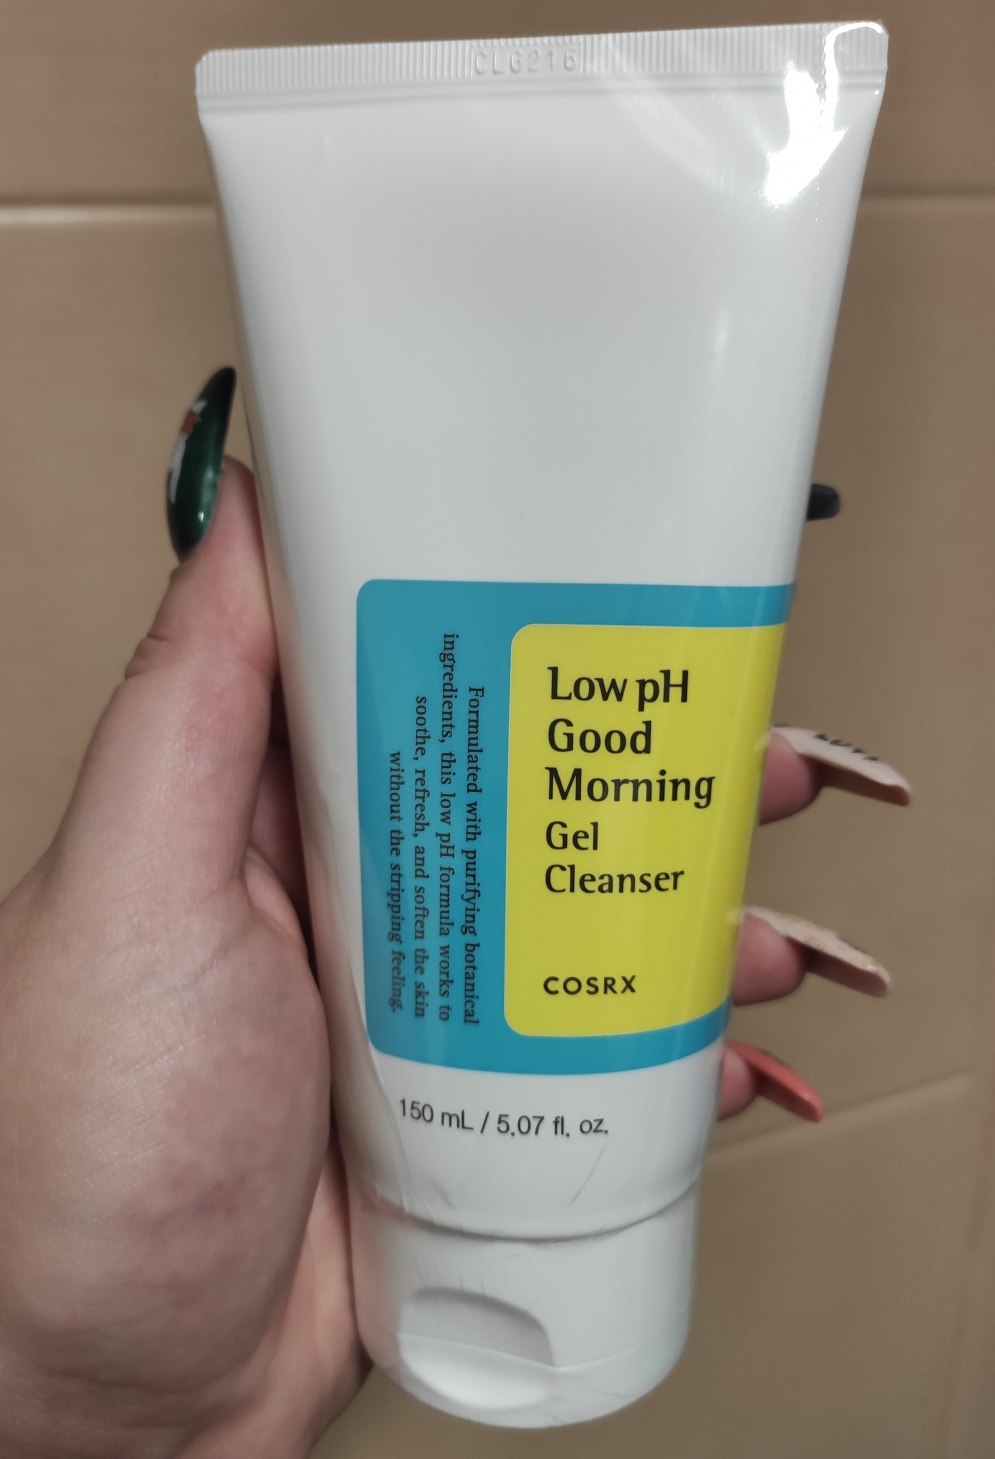 CLG216
Low pH
Good
Morning
Gel
Cleanser
COSRX
Formulated with purifying botanical
ingredients, this low pH formula works to
soothe, refresh, and soften the skin
without the stripping feeling.
150 mL / 5.07 fl. oz.